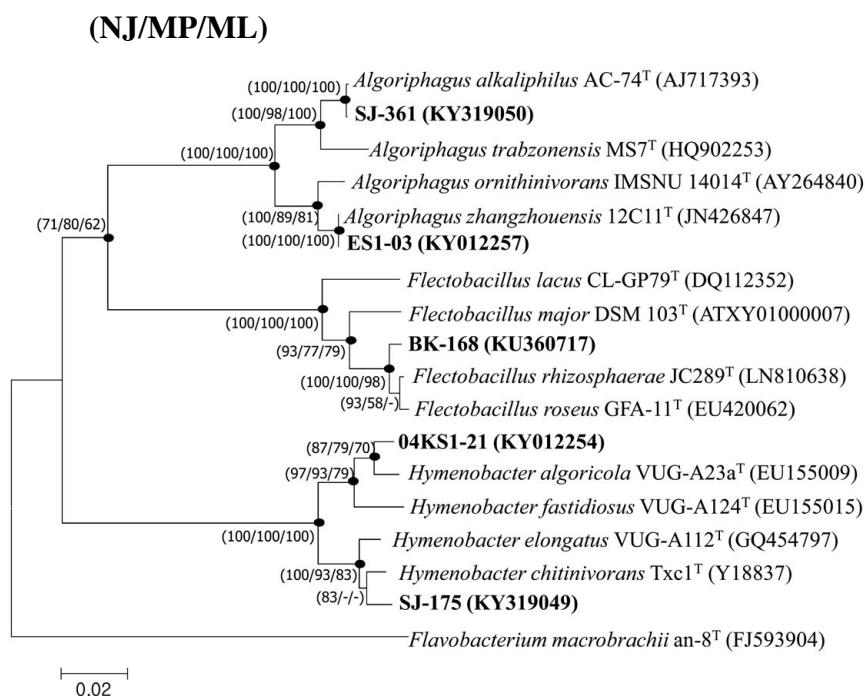 (NJ/MP/ML)
(100/100/100)
Algoriphagus alkaliphilus AC-74ᵀ (AJ717393)
(100/98/100)
SJ-361 (KY319050)
(100/100/100)
Algoriphagus trabzonensis MS7ᵀ (HQ902253)
Algoriphagus ornithinivorans IMSNU 14014ᵀ (AY264840)
(71/80/62)
(100/89/81)
Algoriphagus zhangzhouensis 12C11ᵀ (JN426847)
(100/100/100)
ES1-03 (KY012257)
Flectobacillus lacus CL-GP79ᵀ (DQ112352)
Flectobacillus major DSM 103ᵀ (ATXY01000007)
(100/100/100)
BK-168 (KU360717)
(93/77/79)
Flectobacillus rhizosphaerae JC289ᵀ (LN810638)
(100/100/98)
(93/58/-)
Flectobacillus roseus GFA-11ᵀ (EU420062)
(87/79/70)
04KS1-21 (KY012254)
(97/93/79)
Hymenobacter algoricola VUG-A23aᵀ (EU155009)
Hymenobacter fastidiosus VUG-A124ᵀ (EU155015)
(100/100/100)
Hymenobacter elongatus VUG-A112ᵀ (GQ454797)
(100/93/83)
Hymenobacter chitinivorans Txc1ᵀ (Y18837)
(83/-/-)
SJ-175 (KY319049)
Flavobacterium macrobrachii an-8ᵀ (FJ593904)
0.02